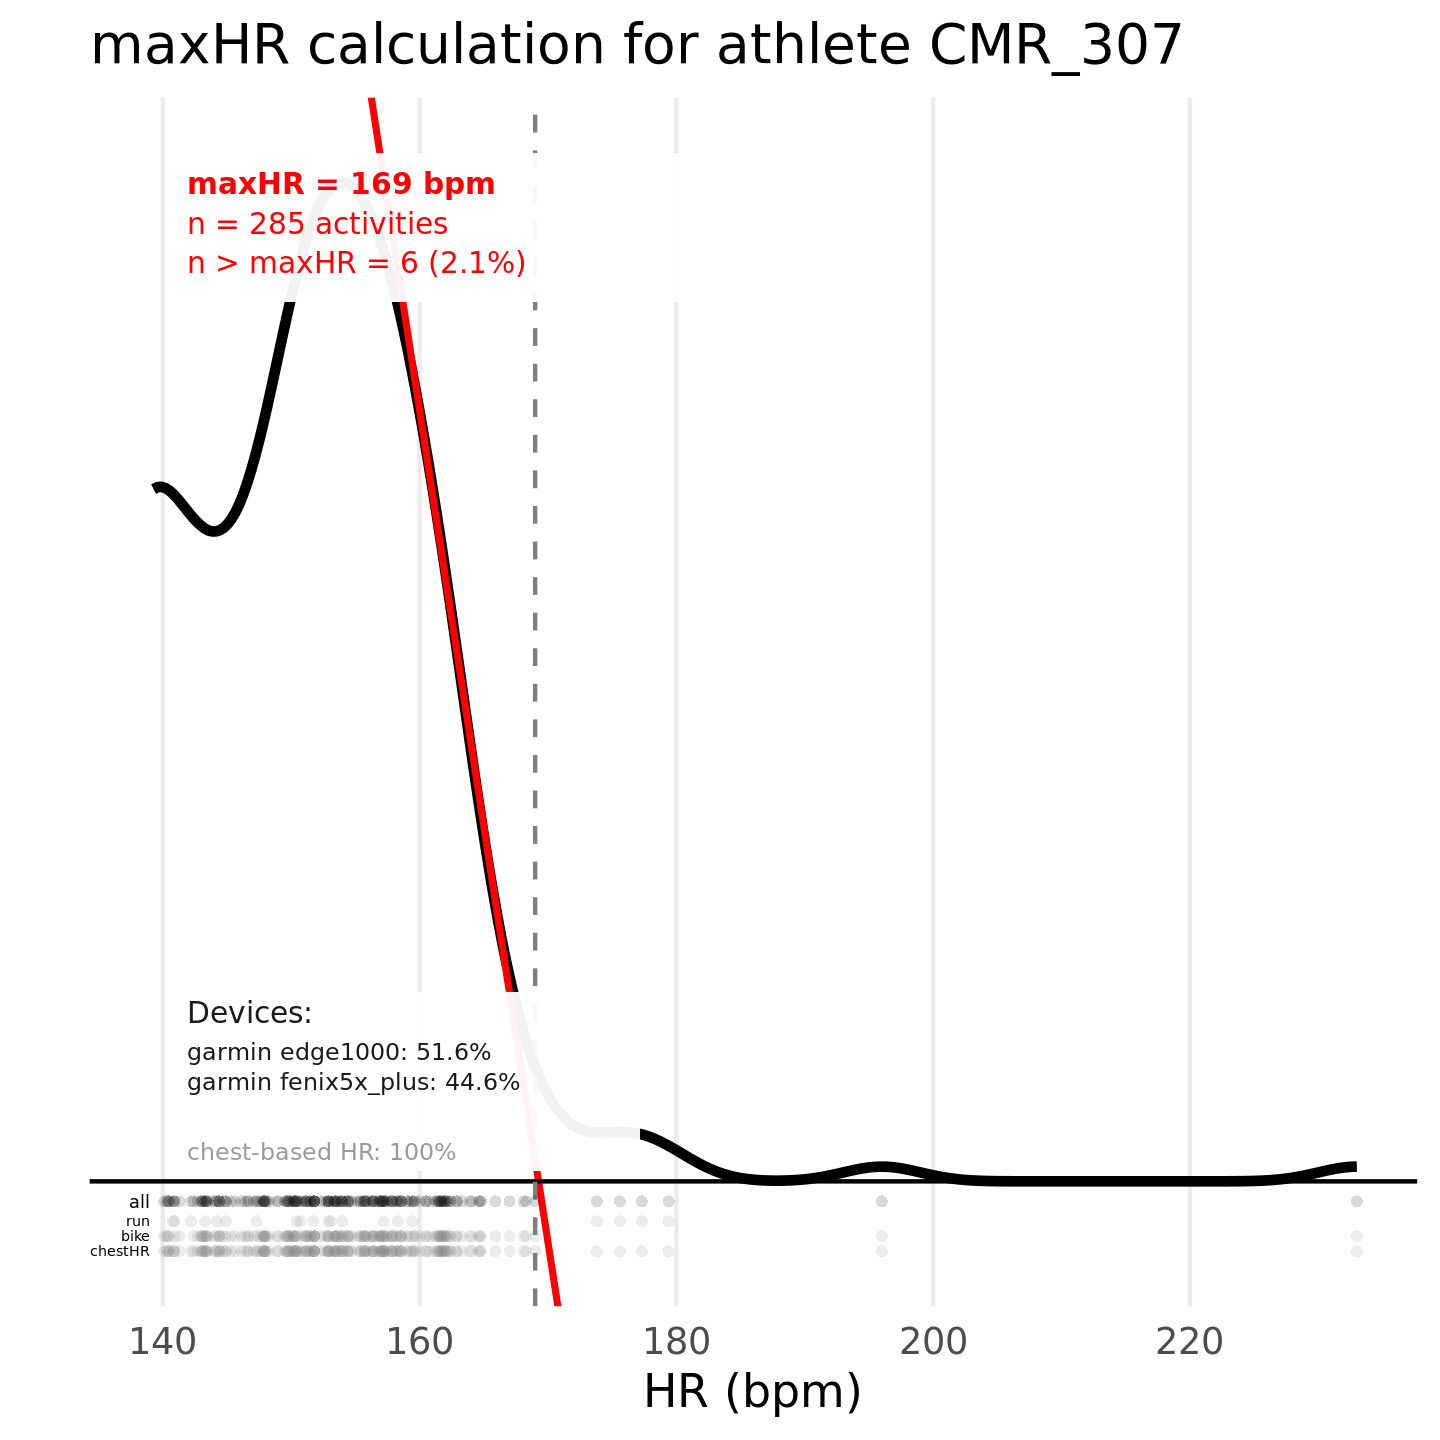 maxHR calculation for athlete CMR_307
maxHR = 169 bpm
n = 285 activities
n > maxHR = 6 (2.1%)
Devices:
garmin edge1000: 51.6%
garmin fenix5x_plus: 44.6%
chest-based HR: 100%
all
run
bike
chestHR
140 160 180 200 220
HR (bpm)